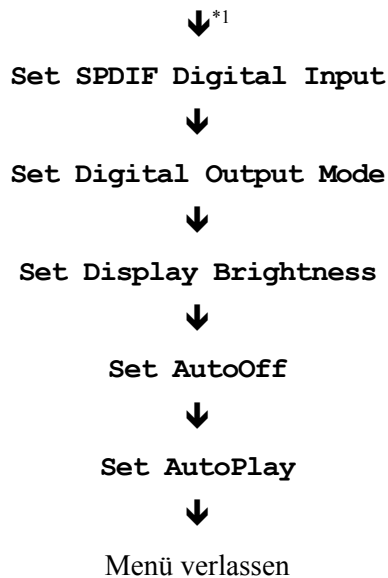 🡻*1
Set SPDIF Digital Input
🡻
Set Digital Output Mode
🡻
Set Display Brightness
🡻
Set AutoOff
🡻
Set AutoPlay
🡻
Menü verlassen